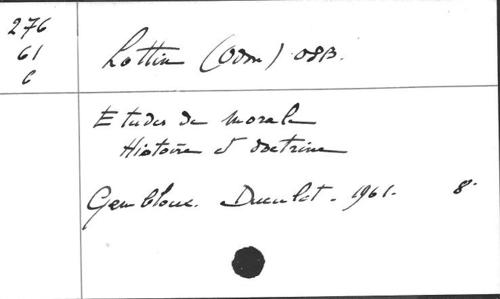 276
61
6
Lottin (Odon) OSB.
Etudes de morale
Histoire et doctrine
Gembloux. Duculot. 1961. 8°